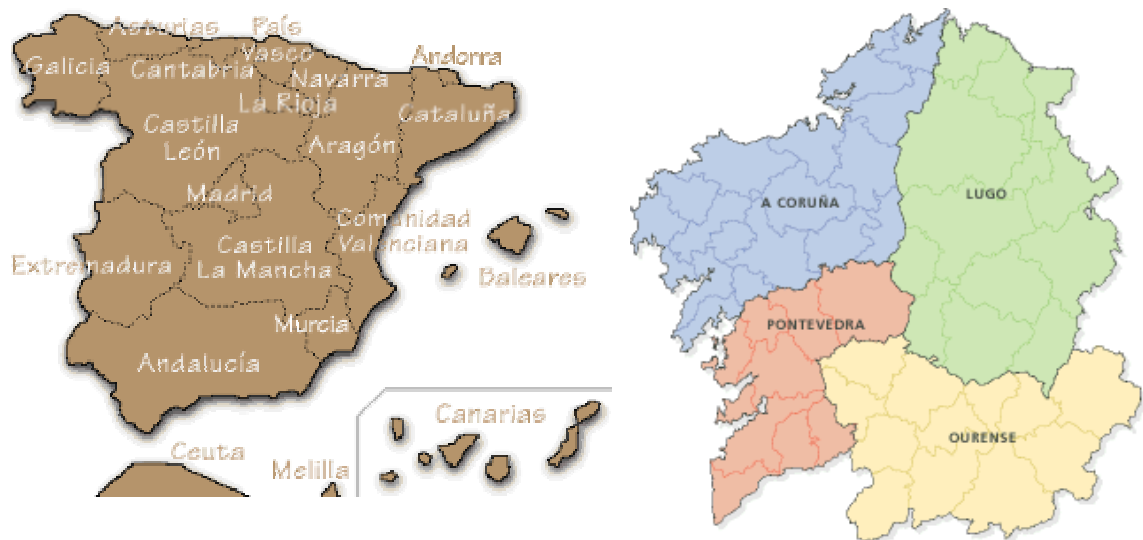 Asturias
País
Vasco
Andorra
Galicia
Cantabria
Navarra
La Rioja
Cataluña
Castilla
León
Aragón
Madrid
Comunidad
Valenciana
Castilla
La Mancha
Extremadura
Baleares
Murcia
Andalucía
Canarias
Ceuta
Melilla
A CORUÑA
LUGO
PONTEVEDRA
OURENSE